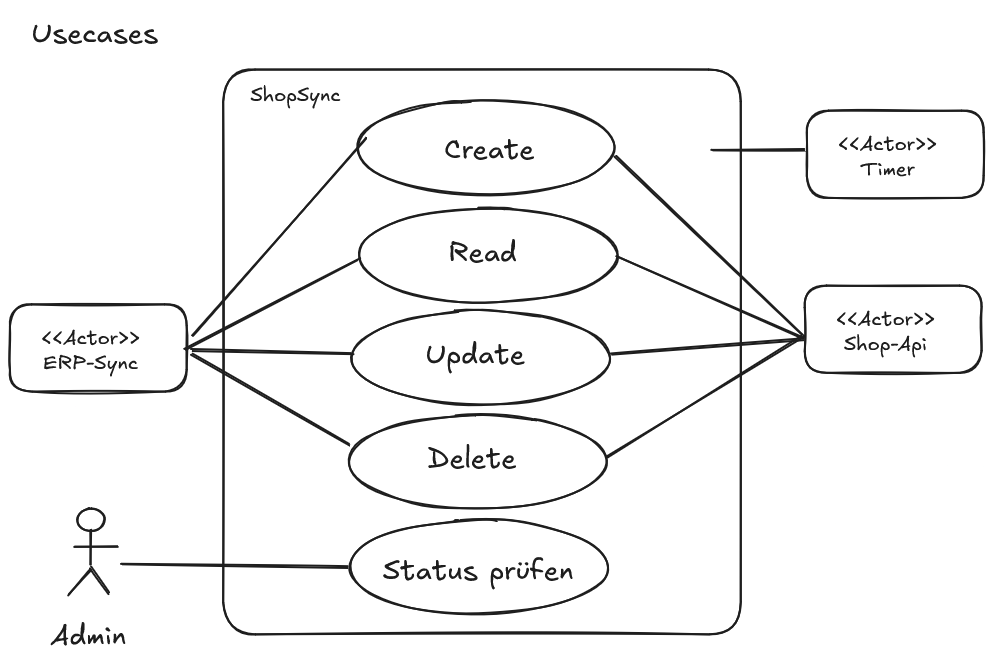 Usecases
ShopSync
Create
<<Actor>>
Timer
Read
<<Actor>>
Shop-Api
<<Actor>>
ERP-Sync
Update
Delete
Status prüfen
Admin